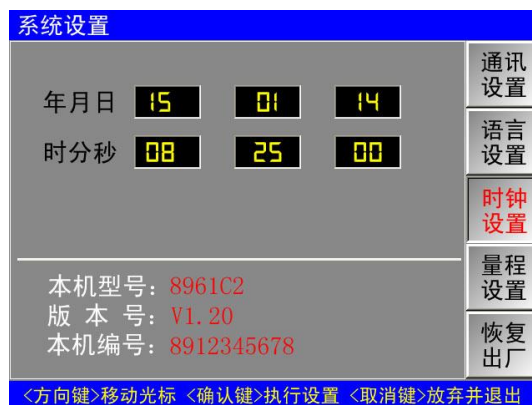 系统设置
年月日 15 01 14
时分秒 08 25 00
本机型号：8961C2
版 本 号：V1.20
本机编号：8912345678
通讯
设置
语言
设置
时钟
设置
量程
设置
恢复
出厂
<方向键>移动光标 <确认键>执行设置 <取消键>放弃并退出